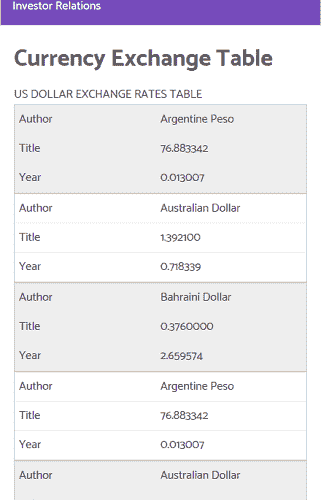 Investor Relations
Currency Exchange Table
US DOLLAR EXCHANGE RATES TABLE
Author Argentine Peso
Title 76.883342
Year 0.013007
Author Australian Dollar
Title 1.392100
Year 0.718339
Author Bahraini Dollar
Title 0.3760000
Year 2.659574
Author Argentine Peso
Title 76.883342
Year 0.013007
Author Australian Dollar